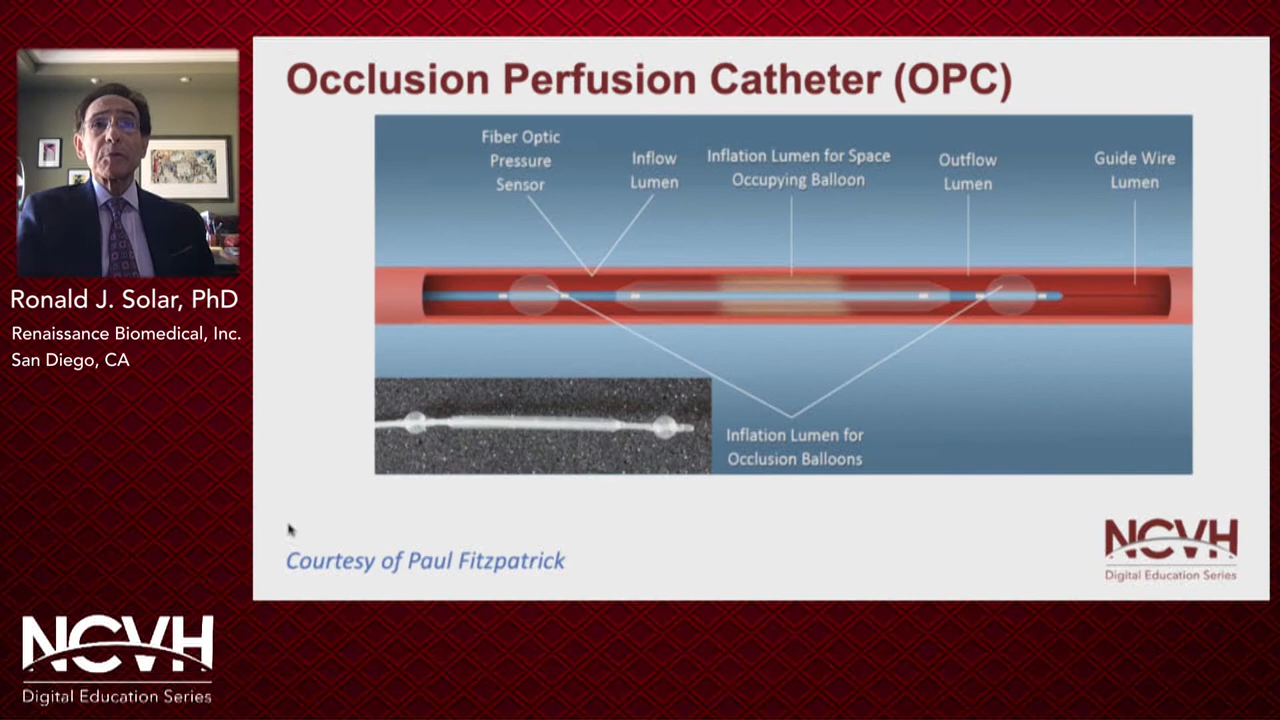 Occlusion Perfusion Catheter (OPC)
Fiber Optic
Pressure
Sensor
Inflow
Lumen
Inflation Lumen for Space
Occupying Balloon
Outflow
Lumen
Guide Wire
Lumen
Inflation Lumen for
Occlusion Balloons
Courtesy of Paul Fitzpatrick
NCVH
Digital Education Series
Ronald J. Solar, PhD
Renaissance Biomedical, Inc.
San Diego, CA
NCVH
Digital Education Series